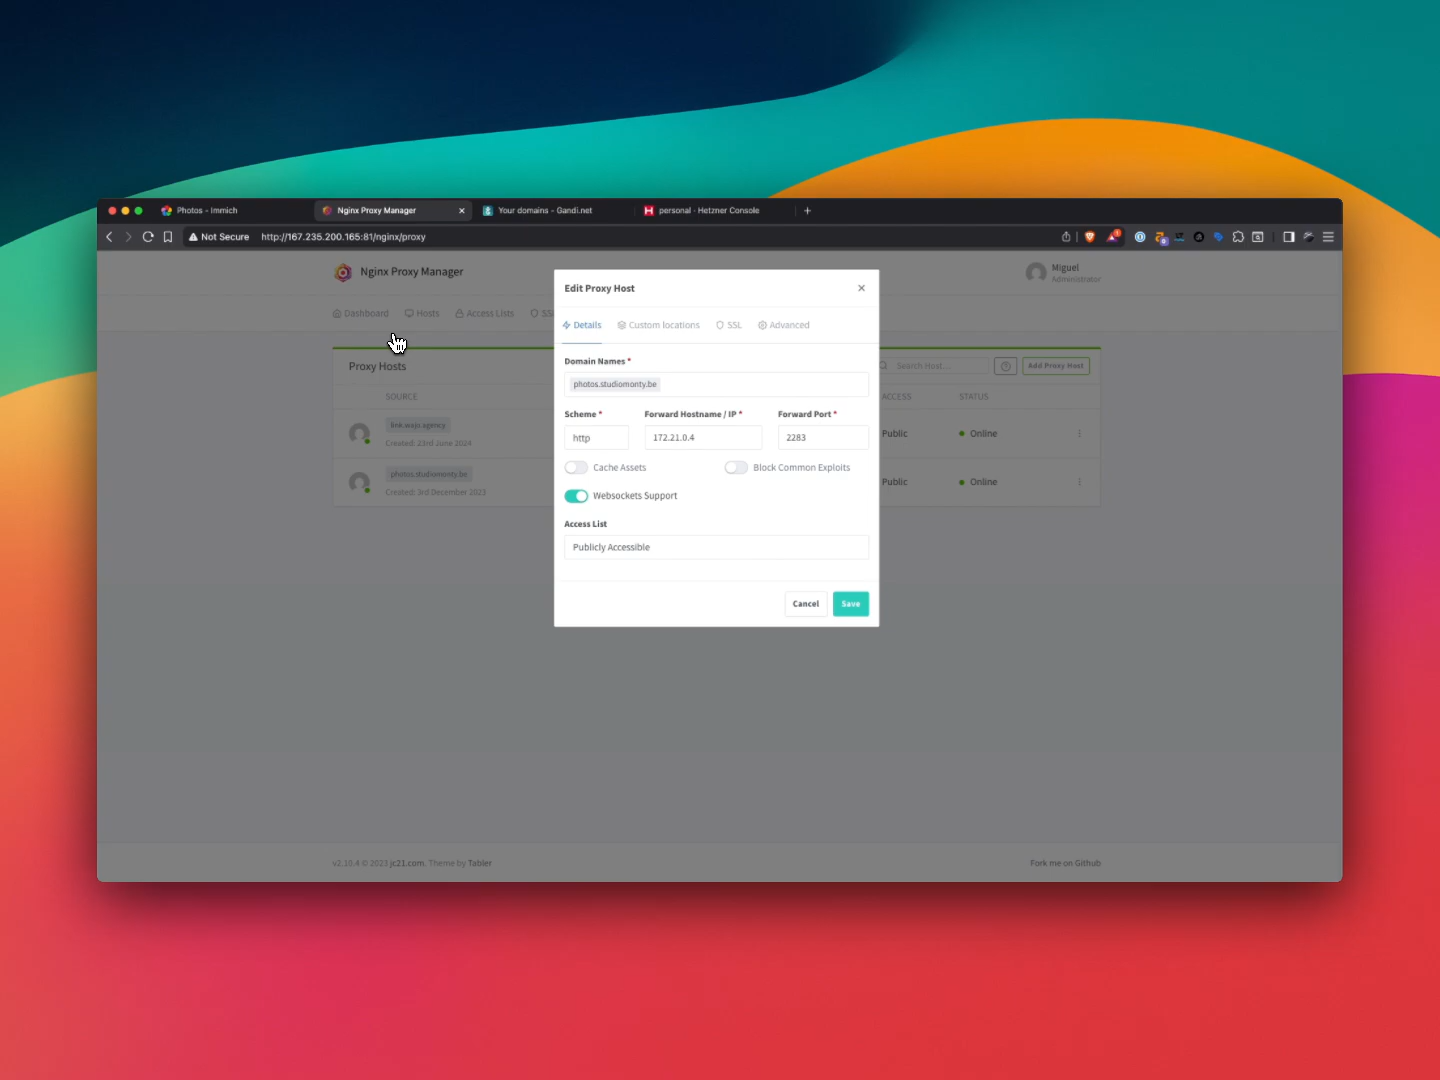 Photos - Immich
Nginx Proxy Manager
Your domains - Gandi.net
personal - Hetzner Console
Not Secure
http://167.235.200.165:81/nginx/proxy
Nginx Proxy Manager
Miguel
Administrator
Dashboard
Hosts
Access Lists
SS
Proxy Hosts
Search Host...
Add Proxy Host
SOURCE
ACCESS
STATUS
link.wajo.agency
Created: 23rd June 2024
Public
Online
photos.studiomonty.be
Created: 3rd December 2023
Public
Online
Edit Proxy Host
Details
Custom locations
SSL
Advanced
Domain Names *
photos.studiomonty.be
Scheme *
Forward Hostname / IP *
Forward Port *
http
172.21.0.4
2283
Cache Assets
Block Common Exploits
Websockets Support
Access List
Publicly Accessible
Cancel
Save
v2.10.4 © 2023 jc21.com. Theme by Tabler
Fork me on Github